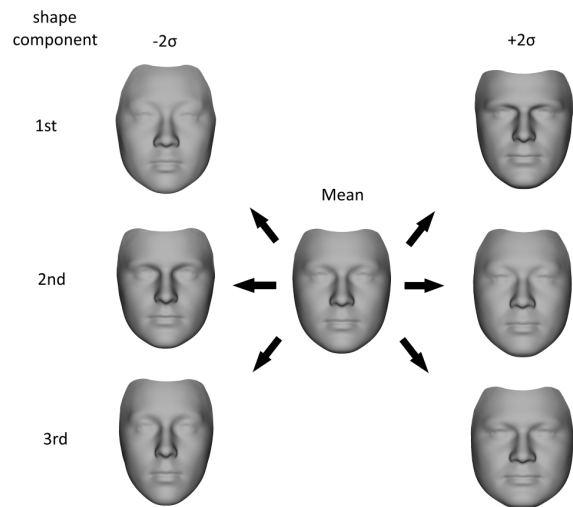 shape
component
-2σ
+2σ
1st
Mean
2nd
3rd